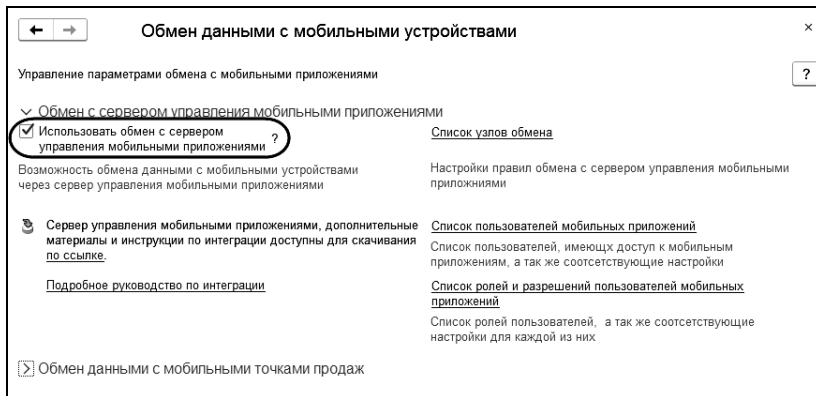 Обмен данными с мобильными устройствами
Управление параметрами обмена с мобильными приложениями
?
Обмен с сервером управления мобильными приложениями
Использовать обмен с сервером
управления мобильными приложениями ?
Возможность обмена данными с мобильными устройствами
через сервер управления мобильными приложениями
Список узлов обмена
Настройки правил обмена с сервером управления мобильными
приложниями
Сервер управления мобильными приложениями, дополнительные
материалы и инструкции по интеграции доступны для скачивания
по ссылке.
Подробное руководство по интеграции
Список пользователей мобильных приложений
Список пользователей, имеющх доступ к мобильным
приложениям, а так же соотсетствующие настройки
Список ролей и разрешений пользователей мобильных
приложений
Список ролей пользователей, а так же соотсетствующие
настройки для каждой из них
Обмен данными с мобильными точками продаж